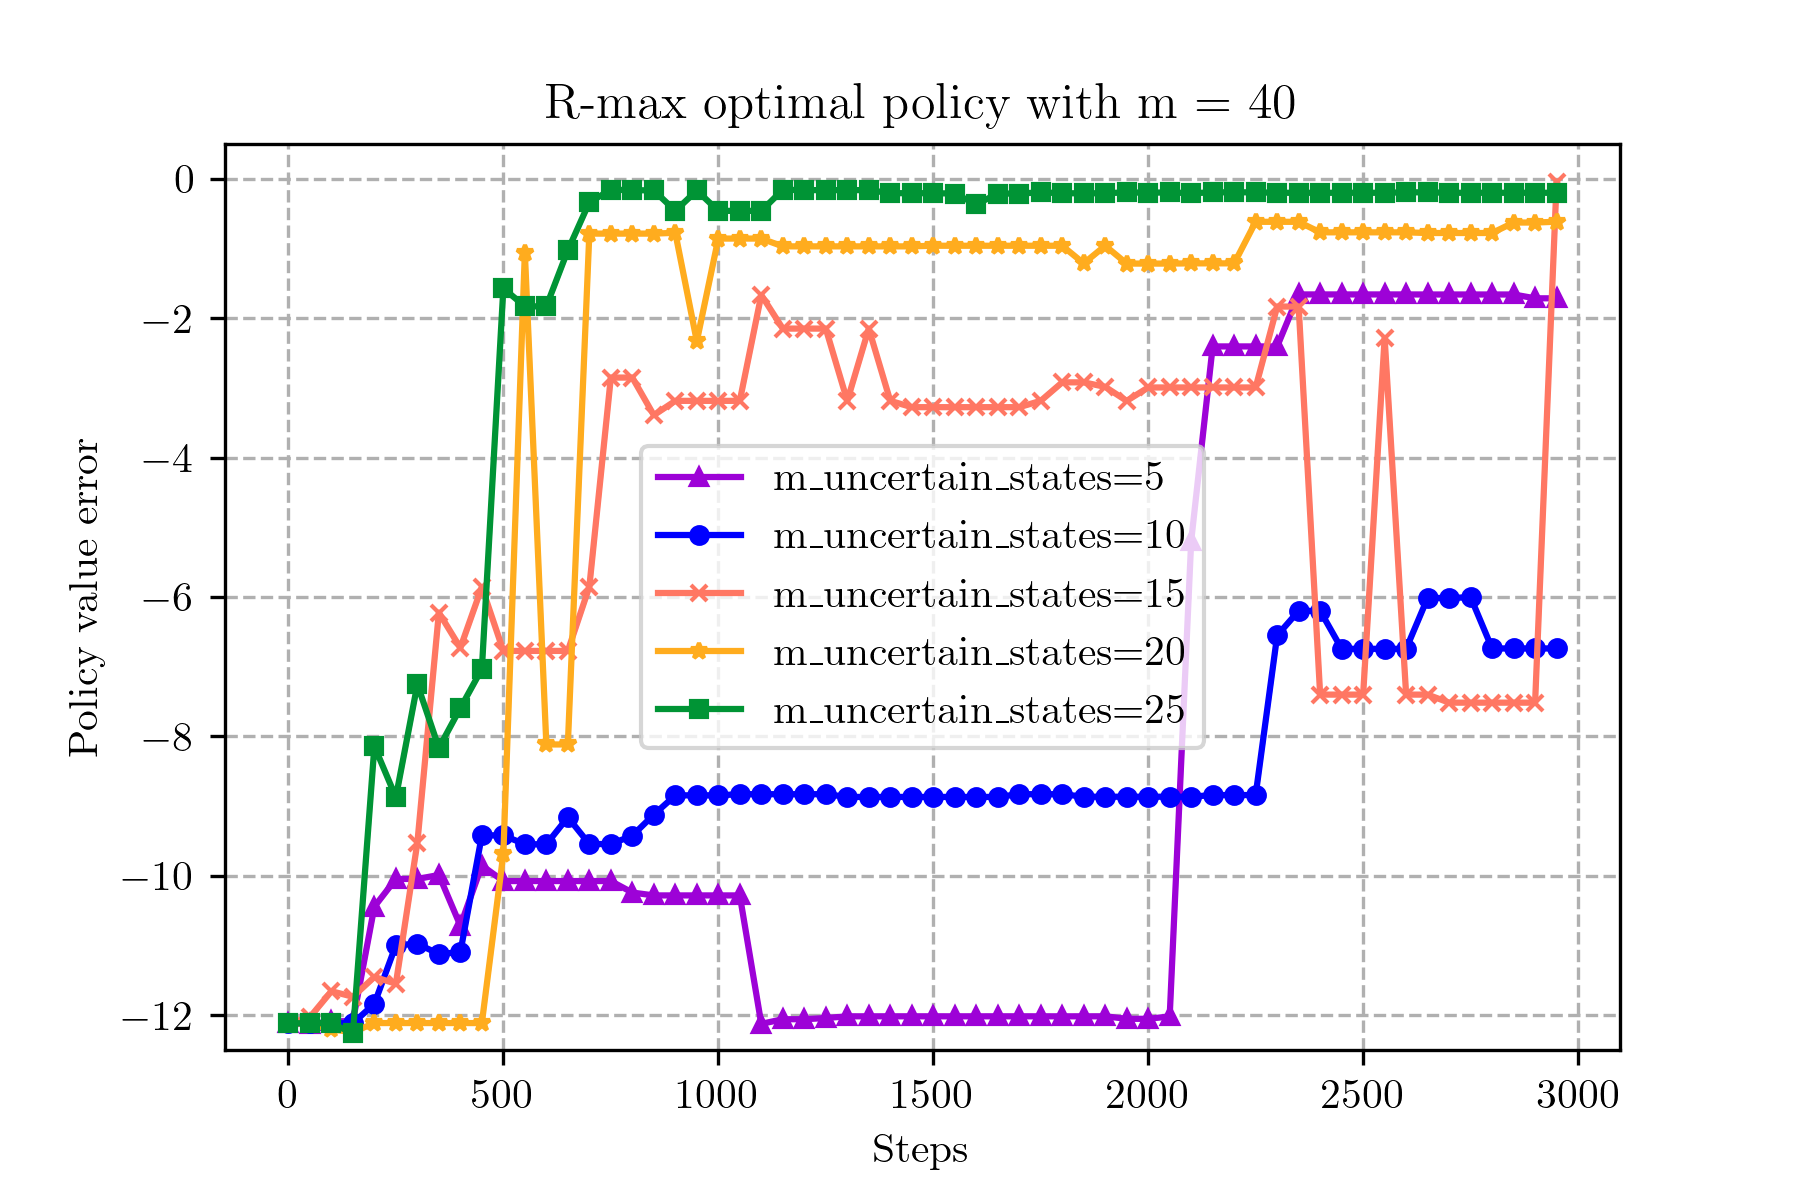 R-max optimal policy with m = 40
Policy value error
0
−2
−4
−6
−8
−10
−12
m_uncertain_states=5
m_uncertain_states=10
m_uncertain_states=15
m_uncertain_states=20
m_uncertain_states=25
0 500 1000 1500 2000 2500 3000
Steps